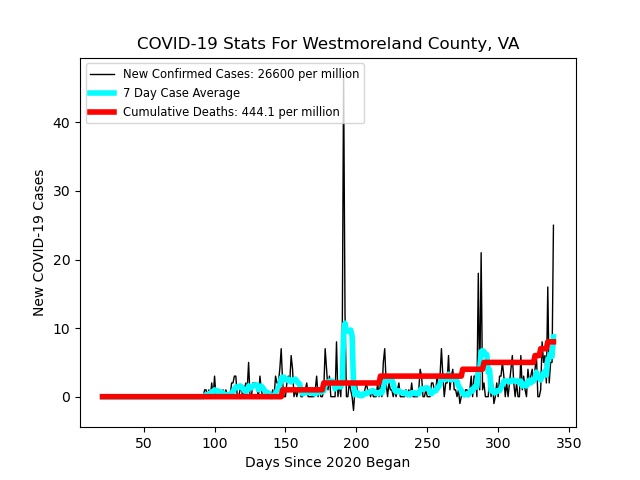 COVID-19 Stats For Westmoreland County, VA
New Confirmed Cases: 26600 per million
7 Day Case Average
Cumulative Deaths: 444.1 per million
New COVID-19 Cases
40
30
20
10
0
50 100 150 200 250 300 350
Days Since 2020 Began